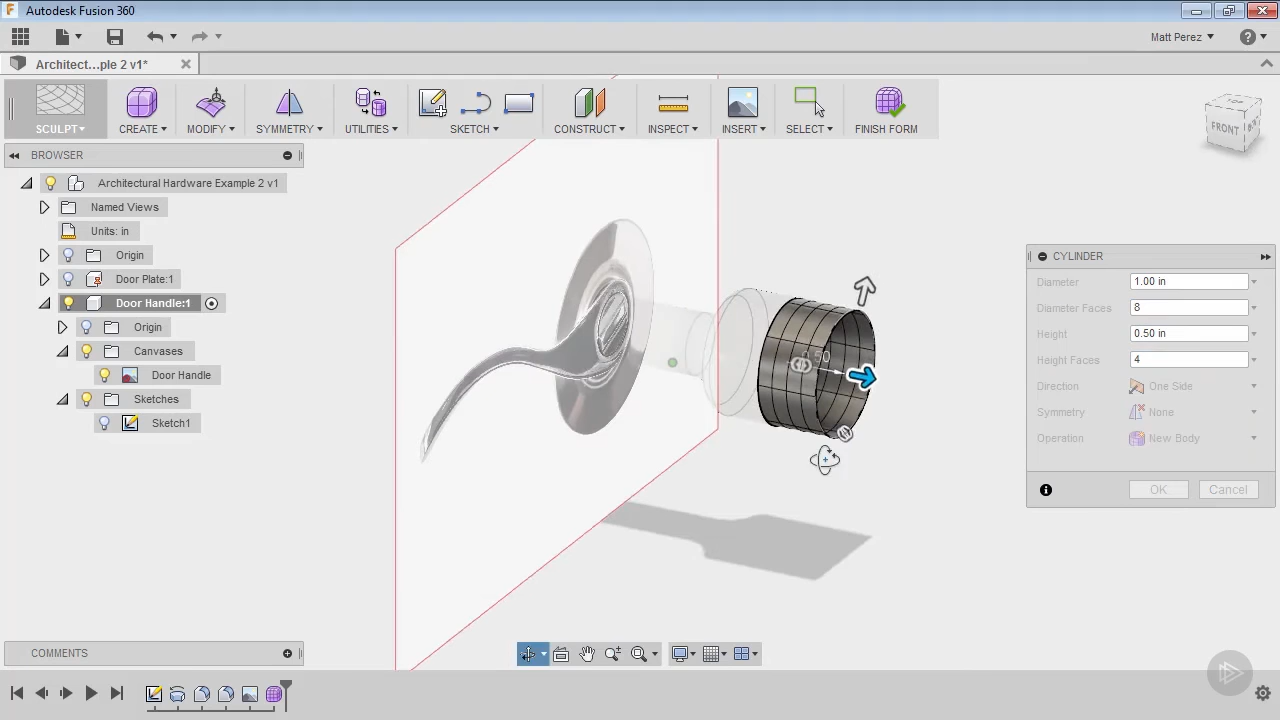 Autodesk Fusion 360
Matt Perez
Architect...ple 2 v1*
SCULPT
CREATE
MODIFY
SYMMETRY
UTILITIES
SKETCH
CONSTRUCT
INSPECT
INSERT
SELECT
FINISH FORM
FRONT
BROWSER
Architectural Hardware Example 2 v1
Named Views
Units: in
Origin
Door Plate:1
Door Handle:1
Origin
Canvases
Door Handle
Sketches
Sketch1
0.50
CYLINDER
Diameter 1.00 in
Diameter Faces 8
Height 0.50 in
Height Faces 4
Direction One Side
Symmetry None
Operation New Body
OK Cancel
COMMENTS